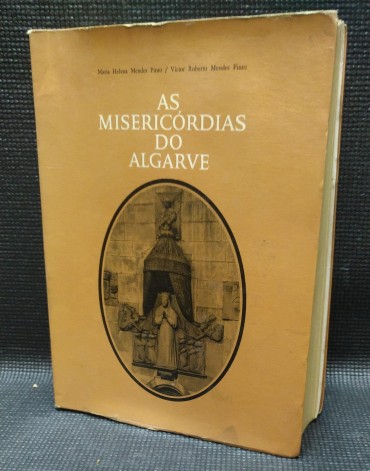 Maria Helena Mendes Pinto / Victor Roberto Mendes Pinto
AS
MISERICÓRDIAS
DO
ALGARVE